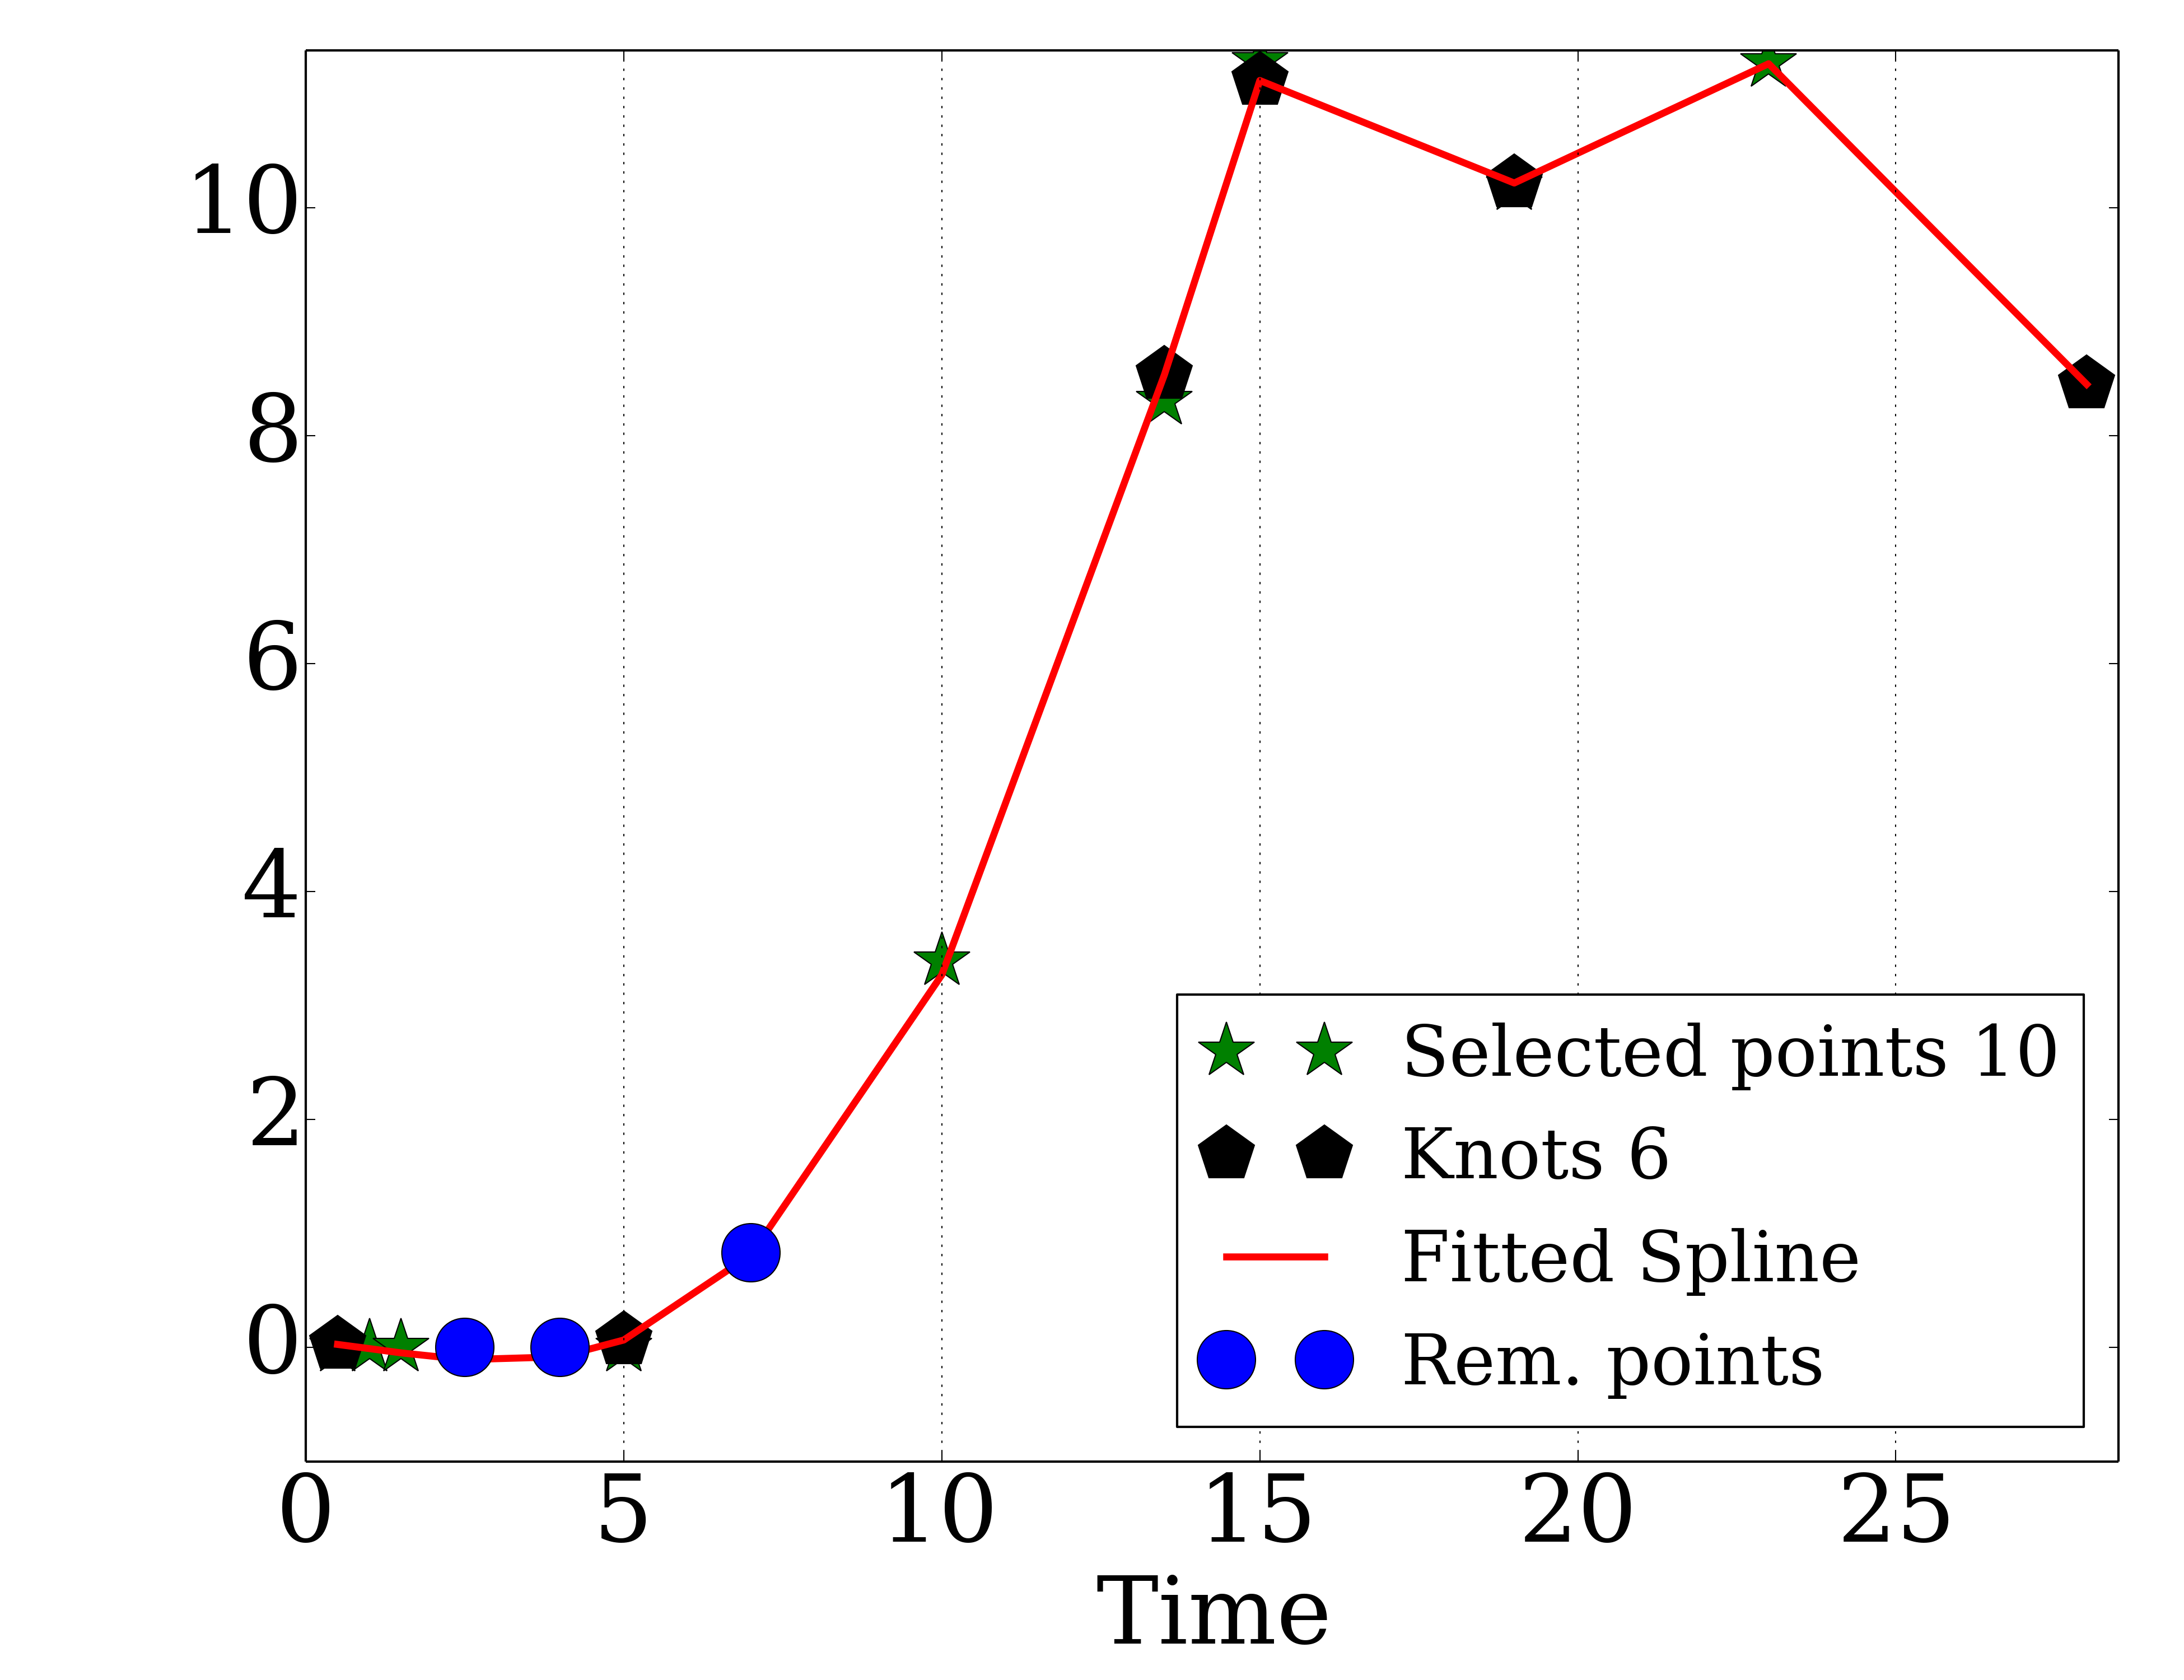 10
8
6
4
2
0
Selected points 10
Knots 6
Fitted Spline
Rem. points
0 5 10 15 20 25
Time